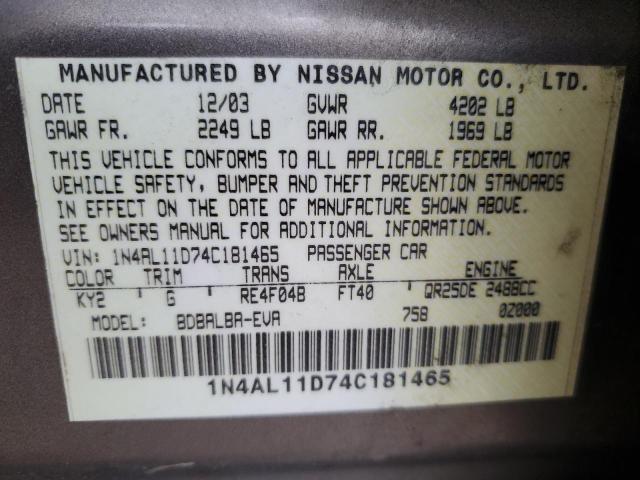 MANUFACTURED BY NISSAN MOTOR CO., LTD.
DATE 12/03 GVWR 4202 LB
GAWR FR. 2249 LB GAWR RR. 1969 LB
THIS VEHICLE CONFORMS TO ALL APPLICABLE FEDERAL MOTOR
VEHICLE SAFETY, BUMPER AND THEFT PREVENTION STANDARDS
IN EFFECT ON THE DATE OF MANUFACTURE SHOWN ABOVE.
SEE OWNERS MANUAL FOR ADDITIONAL INFORMATION.
VIN: 1N4AL11D74C181465 PASSENGER CAR
COLOR TRIM TRANS AXLE ENGINE
KY2 G RE4F04B FT40 QR25DE 2488CC
MODEL: BDBALBA-EVA 758 0Z000
1N4AL11D74C181465